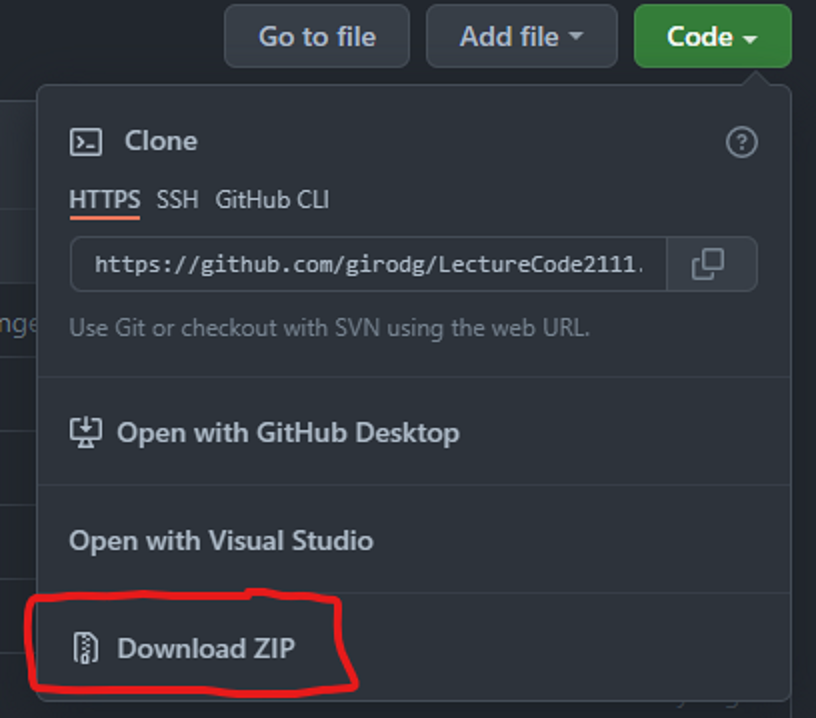 Go to file Add file Code
Clone
HTTPS SSH GitHub CLI
https://github.com/girodg/LectureCode2111.
Use Git or checkout with SVN using the web URL.
Open with GitHub Desktop
Open with Visual Studio
Download ZIP